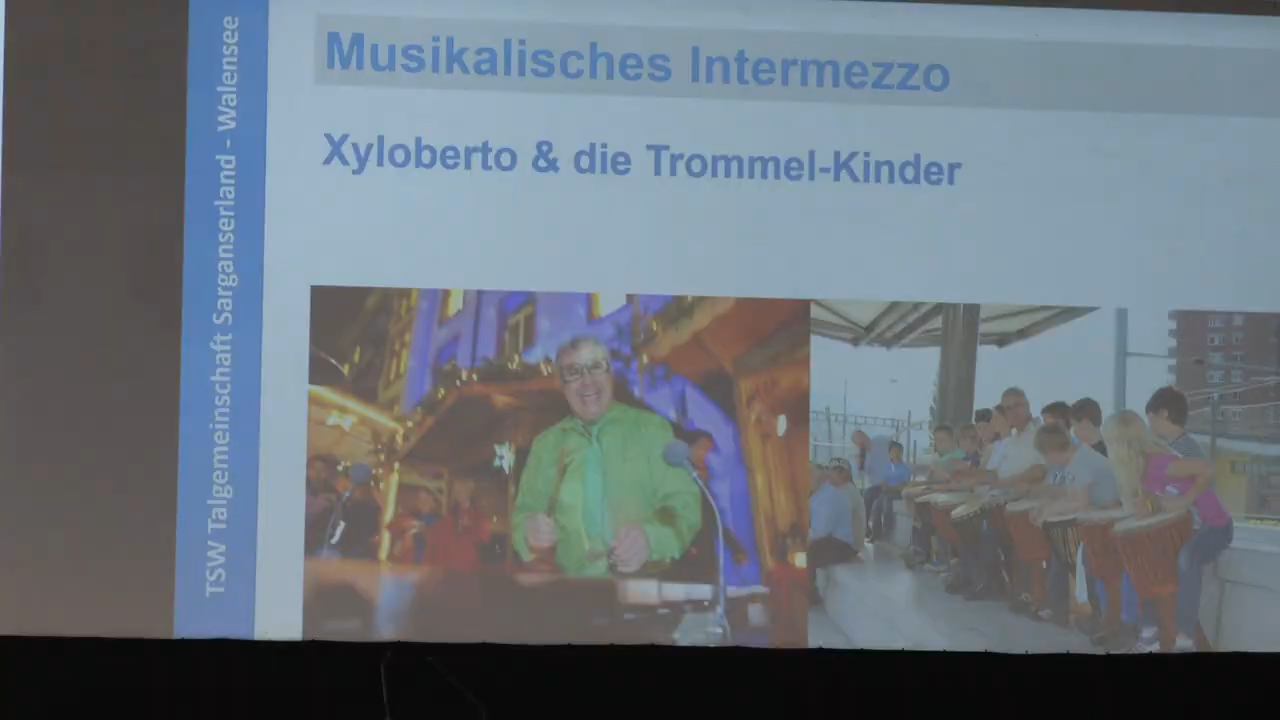 Musikalisches Intermezzo
Xyloberto & die Trommel-Kinder
TSW Talgemeinschaft Sarganserland - Walensee